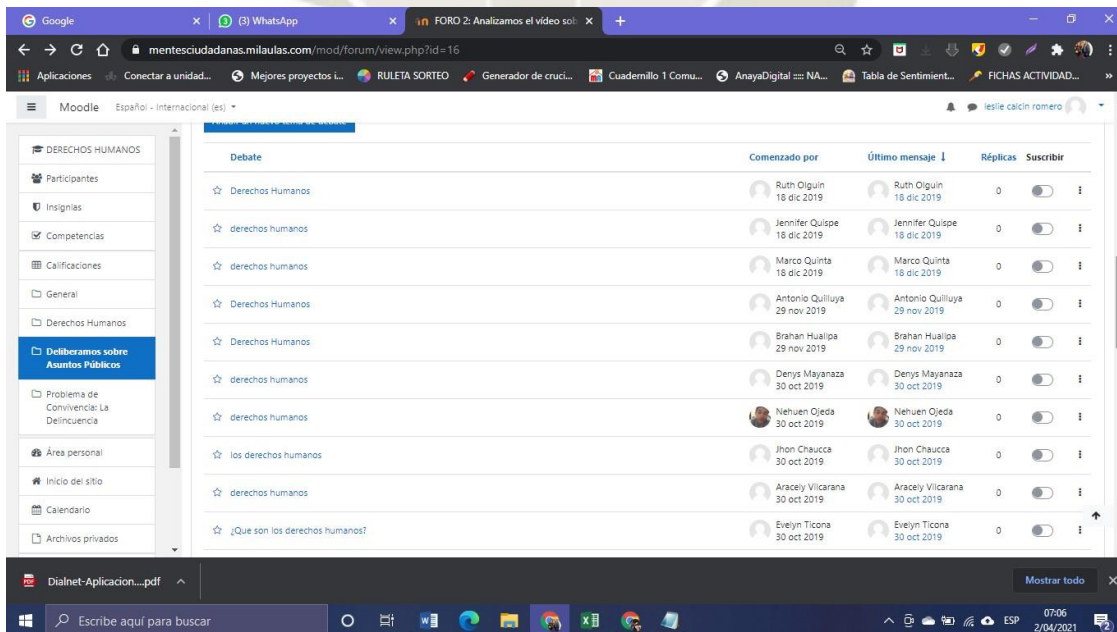 Google
(3) WhatsApp
FORO 2: Analizamos el vídeo sob
mentesciudadanas.milaulas.com/mod/forum/view.php?id=16
Aplicaciones
Conectar a unidad...
Mejores proyectos i...
RULETA SORTEO
Generador de cruci...
Cuadernillo 1 Comu...
AnayaDigital :::: NA...
Tabla de Sentimient...
FICHAS ACTIVIDAD...
»
Moodle Español - Internacional (es)
leslie calcin romero
DERECHOS HUMANOS
Participantes
Insignias
Competencias
Calificaciones
General
Derechos Humanos
Deliberamos sobre
Asuntos Públicos
Problema de
Convivencia: La
Delincuencia
Área personal
Inicio del sitio
Calendario
Archivos privados
Debate Comenzado por Último mensaje ↓ Réplicas Suscribir
Derechos Humanos Ruth Olguin Ruth Olguin 0
18 dic 2019 18 dic 2019
derechos humanos Jennifer Quispe Jennifer Quispe 0
18 dic 2019 18 dic 2019
derechos humanos Marco Quinta Marco Quinta 0
18 dic 2019 18 dic 2019
Derechos Humanos Antonio Quilluya Antonio Quilluya 0
29 nov 2019 29 nov 2019
Derechos Humanos Brahan Huallpa Brahan Huallpa 0
29 nov 2019 29 nov 2019
derechos humanos Denys Mayanaza Denys Mayanaza 0
30 oct 2019 30 oct 2019
derechos humanos Nehuen Ojeda Nehuen Ojeda 0
30 oct 2019 30 oct 2019
los derechos humanos Jhon Chaucca Jhon Chaucca 0
30 oct 2019 30 oct 2019
derechos humanos Aracely Vilcarana Aracely Vilcarana 0
30 oct 2019 30 oct 2019
¿Que son los derechos humanos? Evelyn Ticona Evelyn Ticona 0
30 oct 2019 30 oct 2019
Dialnet-Aplicacion....pdf
Mostrar todo
Escribe aquí para buscar
ESP
07:06
2/04/2021